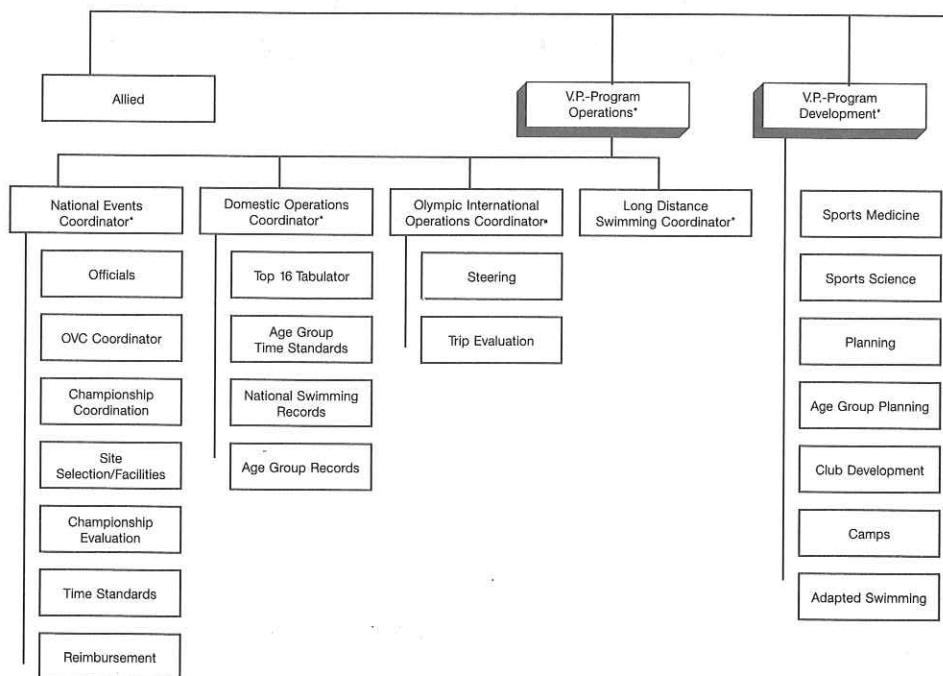 Allied
V.P.-Program
Operations*
V.P.-Program
Development*
National Events
Coordinator*
Domestic Operations
Coordinator*
Olympic International
Operations Coordinator*
Long Distance
Swimming Coordinator*
Officials
OVC Coordinator
Championship
Coordination
Site
Selection/Facilities
Championship
Evaluation
Time Standards
Reimbursement
Top 16 Tabulator
Age Group
Time Standards
National Swimming
Records
Age Group Records
Steering
Trip Evaluation
Sports Medicine
Sports Science
Planning
Age Group Planning
Club Development
Camps
Adapted Swimming